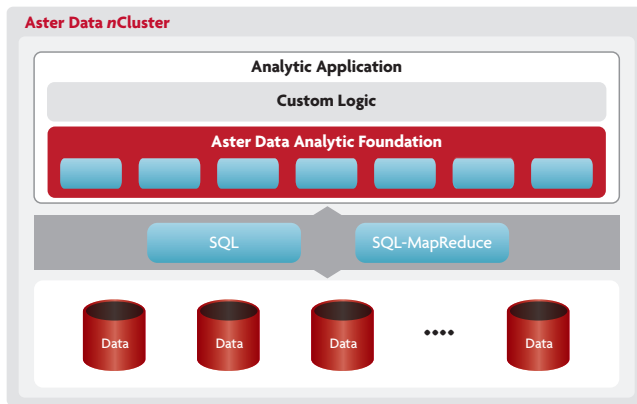 Aster Data nCluster
Analytic Application
Custom Logic
Aster Data Analytic Foundation
SQL SQL-MapReduce
Data Data Data Data